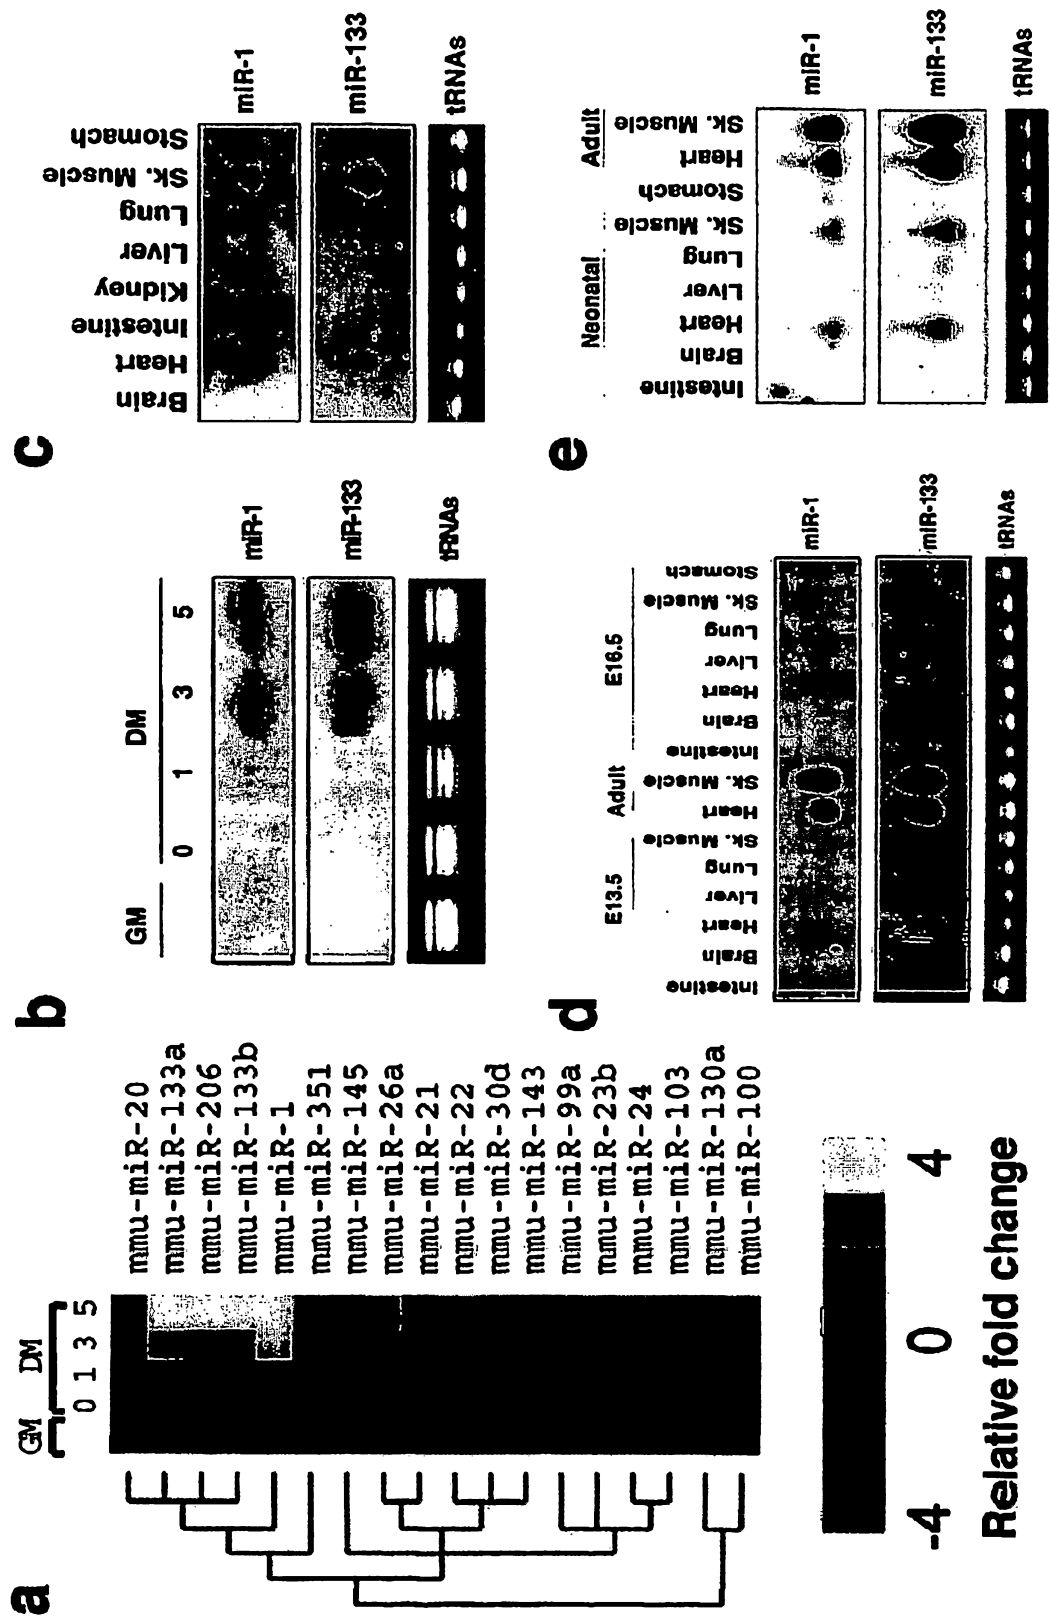 a
GM DM
0 1 3 5
mmu-miR-20
mmu-miR-133a
mmu-miR-206
mmu-miR-133b
mmu-miR-1
mmu-miR-351
mmu-miR-145
mmu-miR-26a
mmu-miR-21
mmu-miR-22
mmu-miR-30d
mmu-miR-143
mmu-miR-99a
mmu-miR-23b
mmu-miR-24
mmu-miR-103
mmu-miR-130a
mmu-miR-100
-4 0 4
Relative fold change
b
GM DM
0 1 3 5
miR-1
miR-133
tRNAs
c
Brain
Heart
Intestine
Kidney
Liver
Lung
Sk. Muscle
Stomach
miR-1
miR-133
tRNAs
d
E13.5 Adult E16.5
Intestine
Brain
Heart
Liver
Lung
Sk. Muscle
Heart
Sk. Muscle
Intestine
Brain
Heart
Liver
Lung
Sk. Muscle
Stomach
miR-1
miR-133
tRNAs
e
Neonatal Adult
Intestine
Brain
Heart
Liver
Lung
Sk. Muscle
Stomach
Heart
Sk. Muscle
miR-1
miR-133
tRNAs